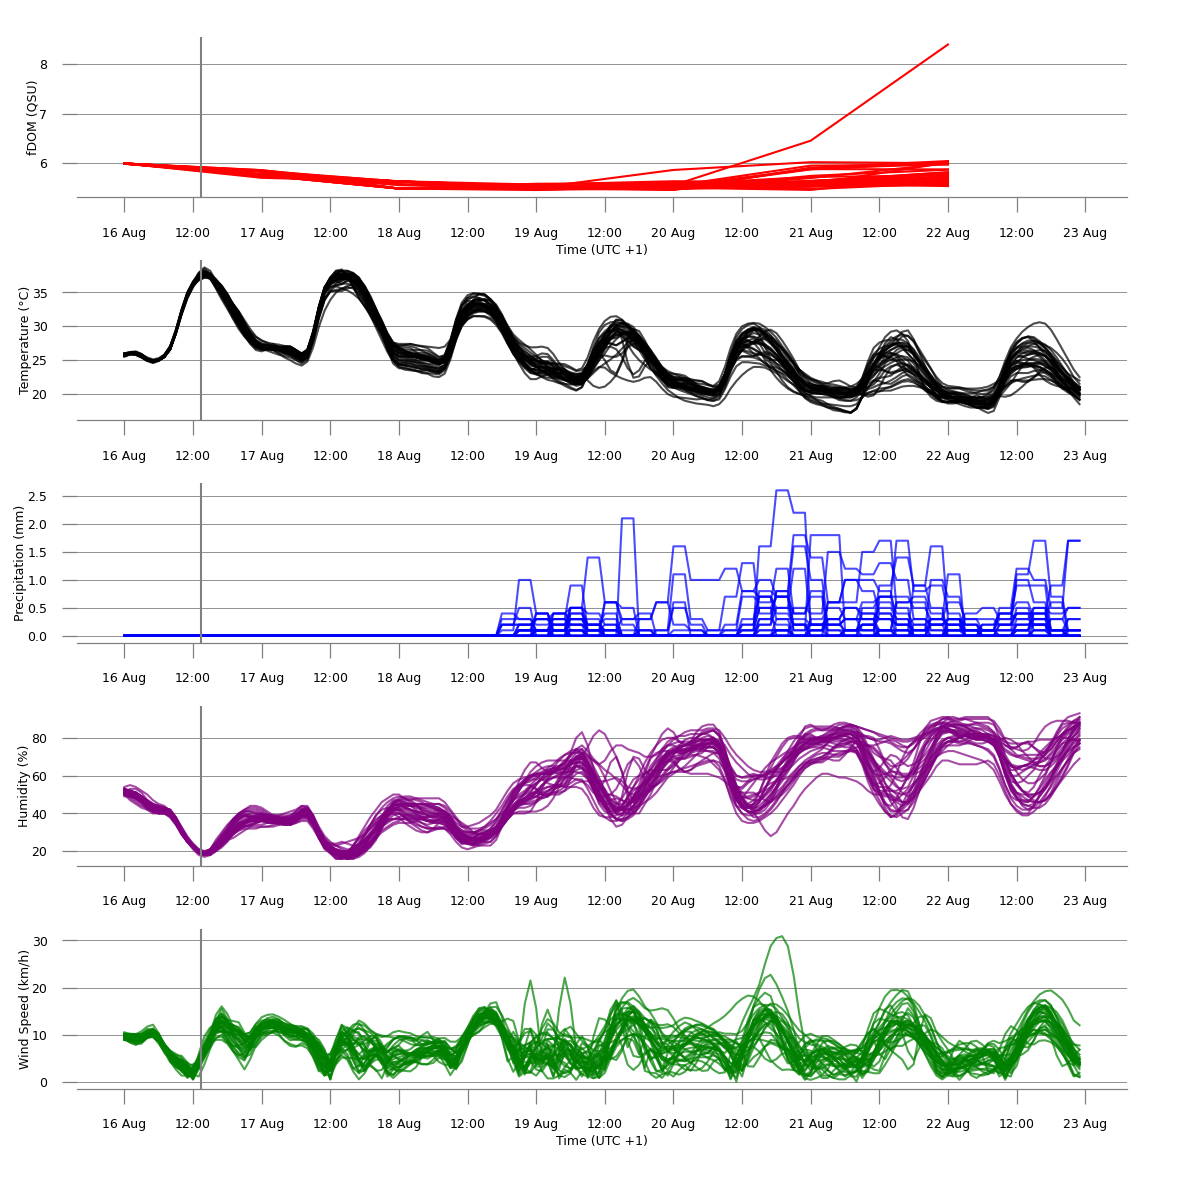 8
7
6
fDOM (QSU)
16 Aug 12:00 17 Aug 12:00 18 Aug 12:00 19 Aug 12:00 20 Aug 12:00 21 Aug 12:00 22 Aug 12:00 23 Aug
Time (UTC +1)
35
30
25
20
Temperature (°C)
16 Aug 12:00 17 Aug 12:00 18 Aug 12:00 19 Aug 12:00 20 Aug 12:00 21 Aug 12:00 22 Aug 12:00 23 Aug
2.5
2.0
1.5
1.0
0.5
0.0
Precipitation (mm)
16 Aug 12:00 17 Aug 12:00 18 Aug 12:00 19 Aug 12:00 20 Aug 12:00 21 Aug 12:00 22 Aug 12:00 23 Aug
80
60
40
20
Humidity (%)
16 Aug 12:00 17 Aug 12:00 18 Aug 12:00 19 Aug 12:00 20 Aug 12:00 21 Aug 12:00 22 Aug 12:00 23 Aug
30
20
10
0
Wind Speed (km/h)
16 Aug 12:00 17 Aug 12:00 18 Aug 12:00 19 Aug 12:00 20 Aug 12:00 21 Aug 12:00 22 Aug 12:00 23 Aug
Time (UTC +1)